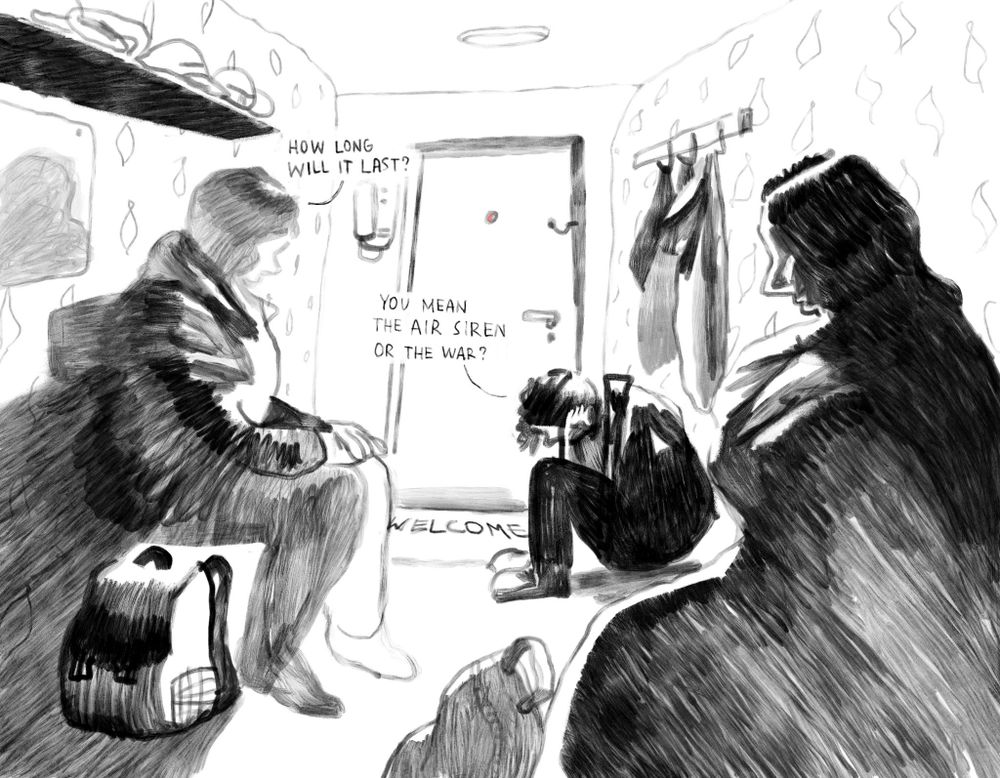 HOW LONG
WILL IT LAST?
YOU MEAN
THE AIR SIREN
OR THE WAR?
WELCOME